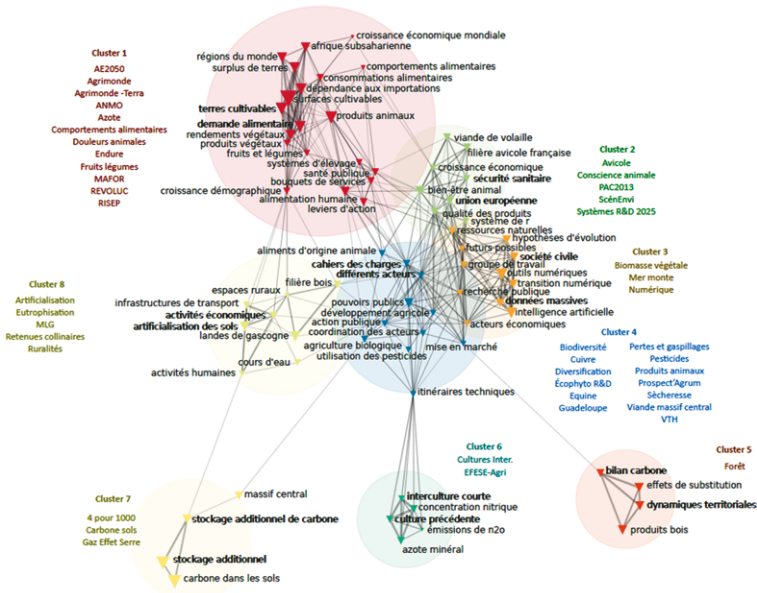 croissance économique mondiale
afrique subsaharienne
régions du monde
surplus de terres
comportements alimentaires
consommations alimentaires
dépendance aux importations
surfaces cultivables
terres cultivables
produits animaux
demande alimentaire
rendements végétaux
produits végétaux
fruits et légumes
systèmes d'élevage
santé publique
bouquets de services
croissance démographique
alimentation humaine
leviers d'action
Cluster 1
AE2050
Agrimonde
Agrimonde -Terra
ANMO
Azote
Comportements alimentaires
Douleurs animales
Endure
Fruits légumes
MAFOR
REVOLUC
RISEP
viande de volaille
filière avicole française
croissance économique
sécurité sanitaire
bien-être animal
union européenne
qualité des produits
système de r
ressources naturelles
Cluster 2
Avicole
Conscience animale
PAC2013
ScénEnvi
Systèmes R&D 2025
hypothèses d'évolution
futurs possibles
société civile
groupe de travail
outils numériques
transition numérique
recherche publique
données massives
intelligence artificielle
acteurs économiques
Cluster 3
Biomasse végétale
Mer monte
Numérique
aliments d'origine animale
cahiers des charges
différents acteurs
filière bois
pouvoirs publics
développement agricole
action publique
coordination des acteurs
agriculture biologique
mise en marché
utilisation des pesticides
itinéraires techniques
Cluster 4
Biodiversité
Cuivre
Diversification
Écophyto R&D
Equine
Guadeloupe
Pertes et gaspillages
Pesticides
Produits animaux
Prospect'Agrum
Sècheresse
Viande massif central
VTH
Cluster 8
Artificialisation
Eutrophisation
MLG
Retenues collinaires
Ruralités
espaces ruraux
infrastructures de transport
activités économiques
artificialisation des sols
landes de gascogne
cours d'eau
activités humaines
Cluster 6
Cultures Inter.
EFESE-Agri
interculture courte
concentration nitrique
culture précédente
émissions de n2o
azote minéral
Cluster 5
Forêt
bilan carbone
effets de substitution
dynamiques territoriales
produits bois
Cluster 7
4 pour 1000
Carbone sols
Gaz Effet Serre
massif central
stockage additionnel de carbone
stockage additionnel
carbone dans les sols